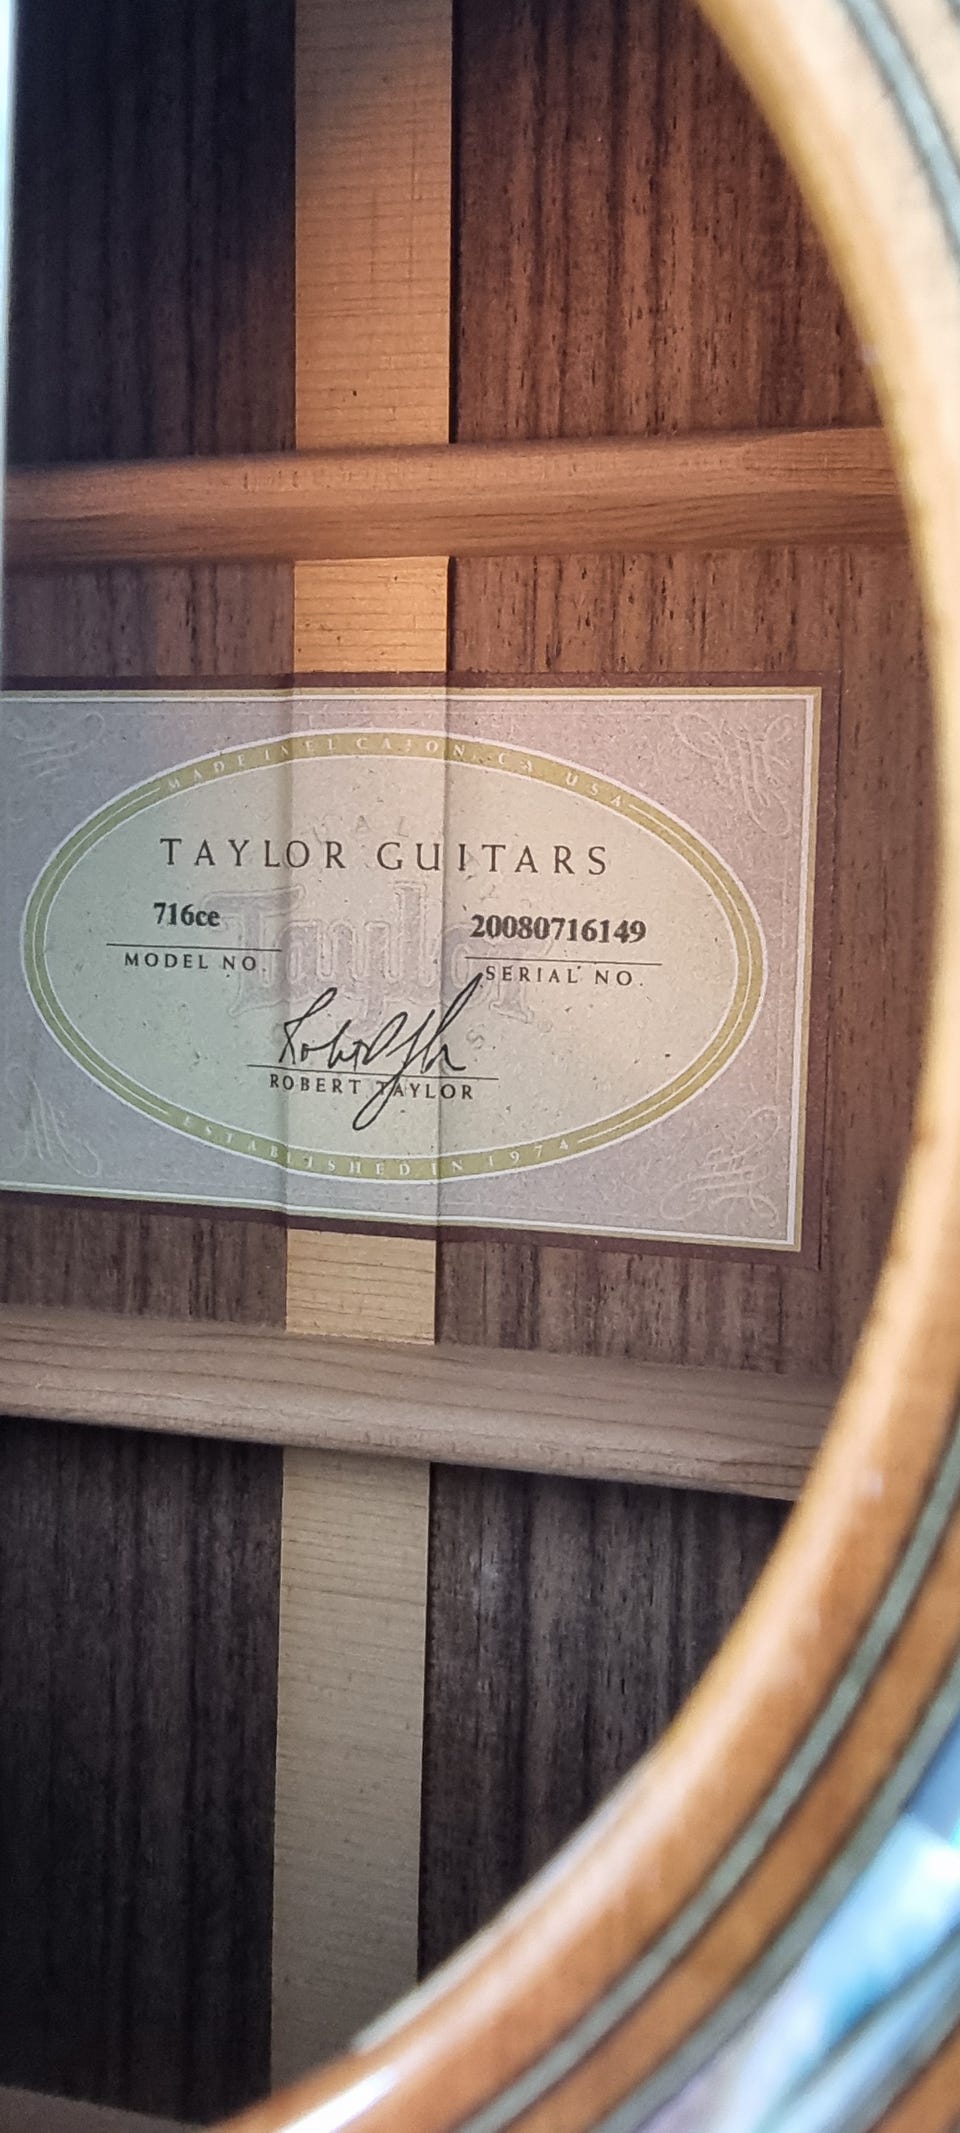 MADE IN EL CAJON, CA USA
TAYLOR GUITARS
716ce
20080716149
MODEL NO.
SERIAL NO.
Taylor
ROBERT TAYLOR
ESTABLISHED IN 1974